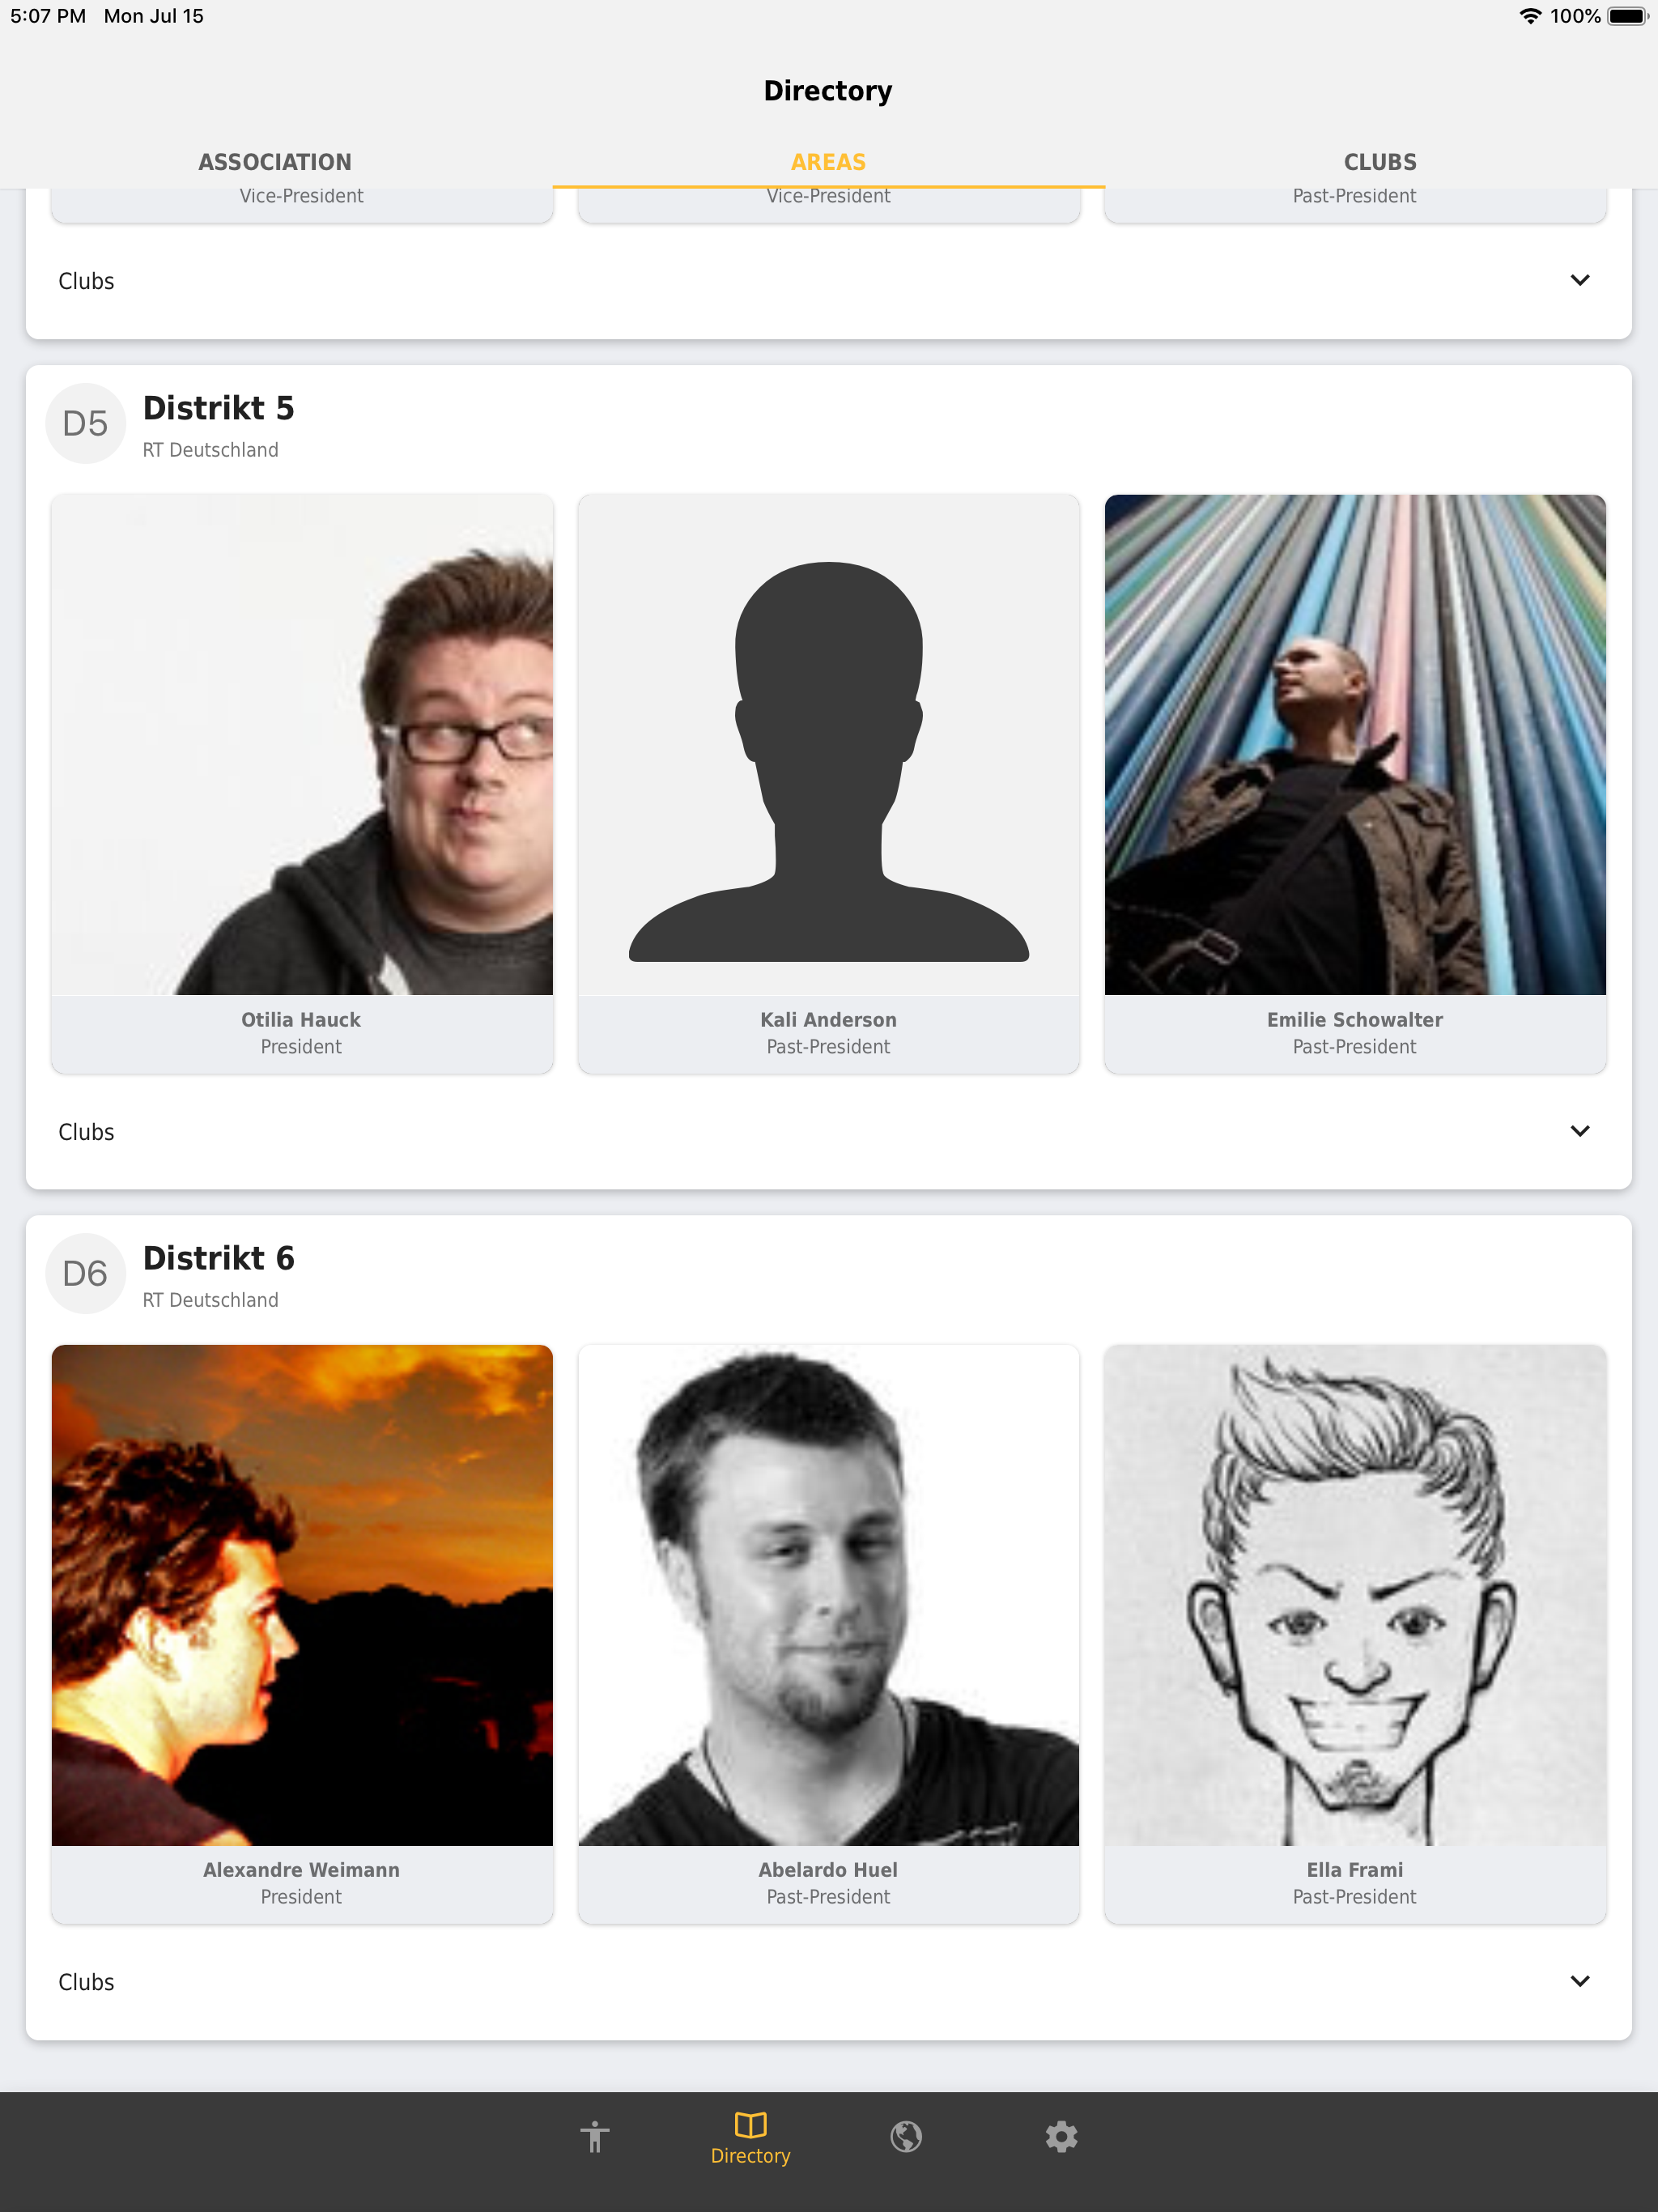 5:07 PM Mon Jul 15 100%
Directory
ASSOCIATION AREAS CLUBS
Vice-President Vice-President Past-President
Clubs
D5
Distrikt 5
RT Deutschland
Otilia Hauck
President
Kali Anderson
Past-President
Emilie Schowalter
Past-President
Clubs
D6
Distrikt 6
RT Deutschland
Alexandre Weimann
President
Abelardo Huel
Past-President
Ella Frami
Past-President
Clubs
Directory